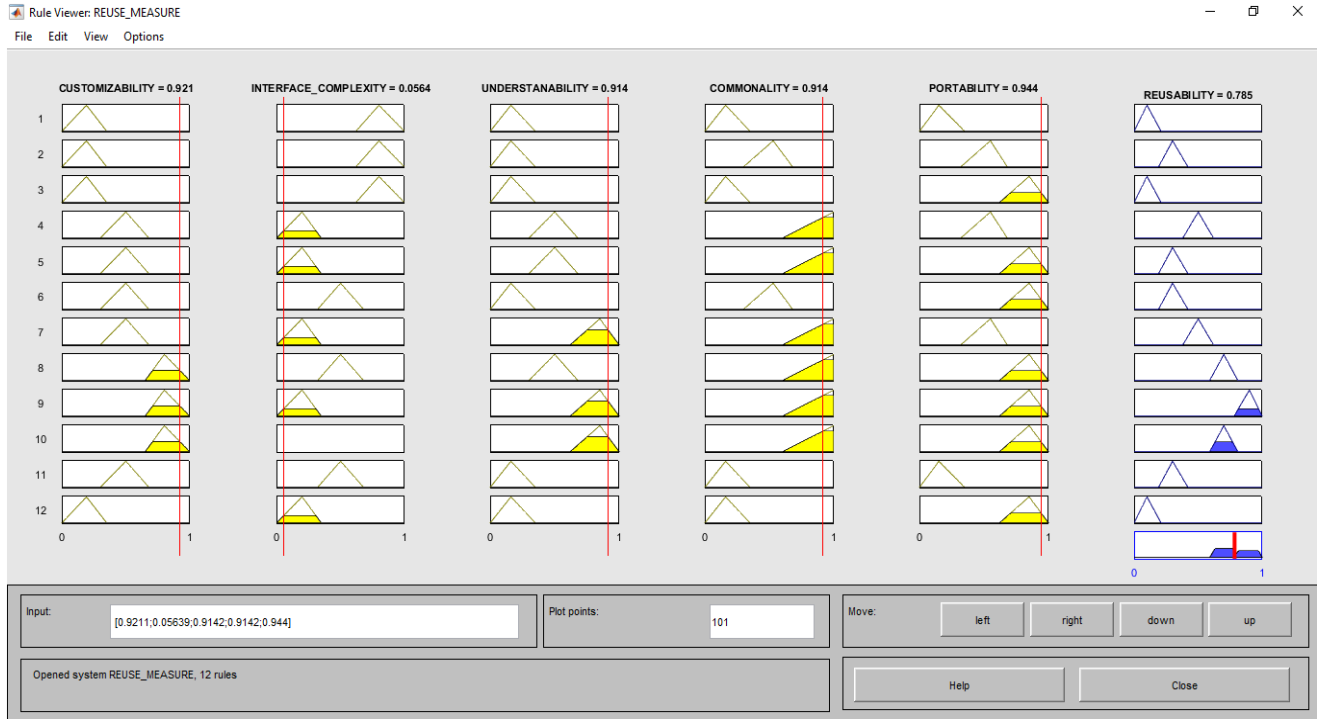 Rule Viewer: REUSE_MEASURE
File Edit View Options
CUSTOMIZABILITY = 0.921 INTERFACE_COMPLEXITY = 0.0564 UNDERSTANABILITY = 0.914 COMMONALITY = 0.914 PORTABILITY = 0.944 REUSABILITY = 0.785
1
2
3
4
5
6
7
8
9
10
11
12
0 1 0 1 0 1 0 1 0 1
0 1
Input: [0.9211;0.05639;0.9142;0.9142;0.944] Plot points: 101 Move: left right down up
Opened system REUSE_MEASURE, 12 rules Help Close